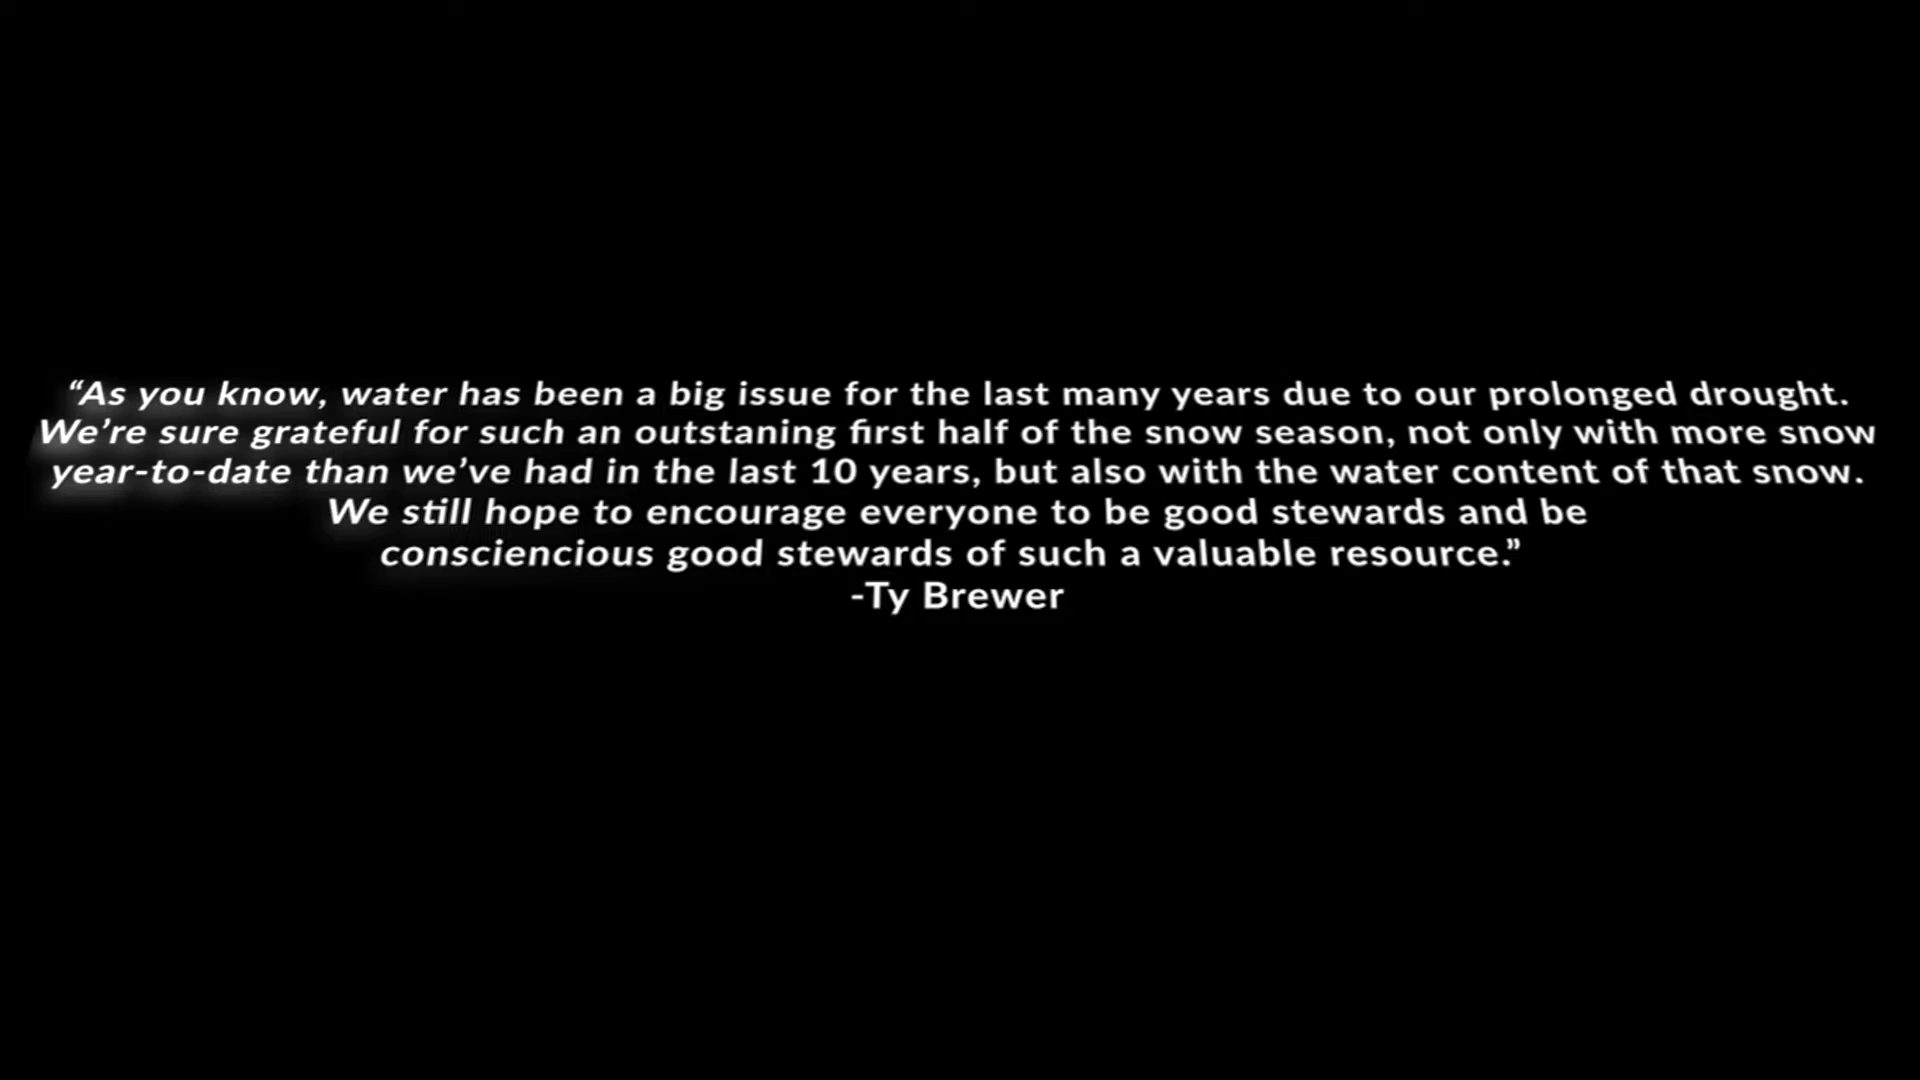 “As you know, water has been a big issue for the last many years due to our prolonged drought.
We’re sure grateful for such an outstaning first half of the snow season, not only with more snow
year-to-date than we’ve had in the last 10 years, but also with the water content of that snow.
We still hope to encourage everyone to be good stewards and be
consciencious good stewards of such a valuable resource.”
-Ty Brewer